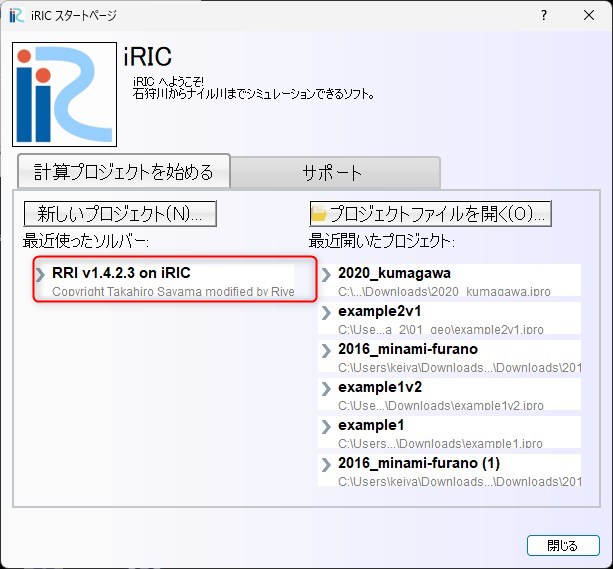 iRIC スタートページ
iRIC
iRIC へようこそ!
石狩川からナイル川までシミュレーションできるソフト。
計算プロジェクトを始める
サポート
新しいプロジェクト(N)...
プロジェクトファイルを開く(O)...
最近使ったソルバー:
最近開いたプロジェクト:
RRI v1.4.2.3 on iRIC
Copyright Takahiro Sayama modified by Rive
2020_kumagawa
C:\...\Downloads\2020_kumagawa.ipro
example2v1
C:\Use...a_2\01_geo\example2v1.ipro
2016_minami-furano
C:\Users\keiva\Downloads...\Downloads\201
example1v2
C:\Use...\Downloads\example1v2.ipro
example1
C:\Users...\Downloads\example1.ipro
2016_minami-furano (1)
C:\Users\keiva\Downloads...\Downloads\201
閉じる